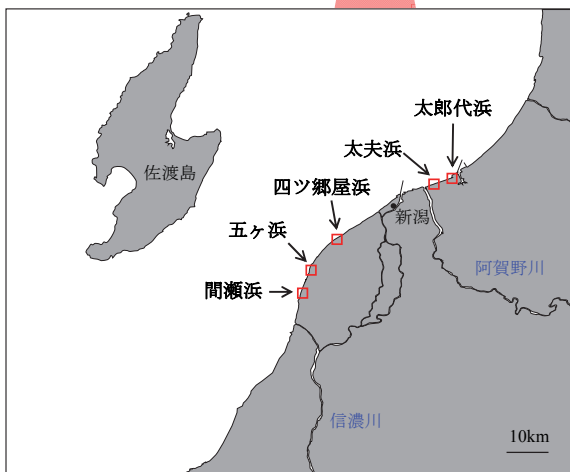 太郎代浜
太夫浜
四ツ郷屋浜
佐渡島
新潟
五ヶ浜
阿賀野川
間瀬浜
信濃川
10km